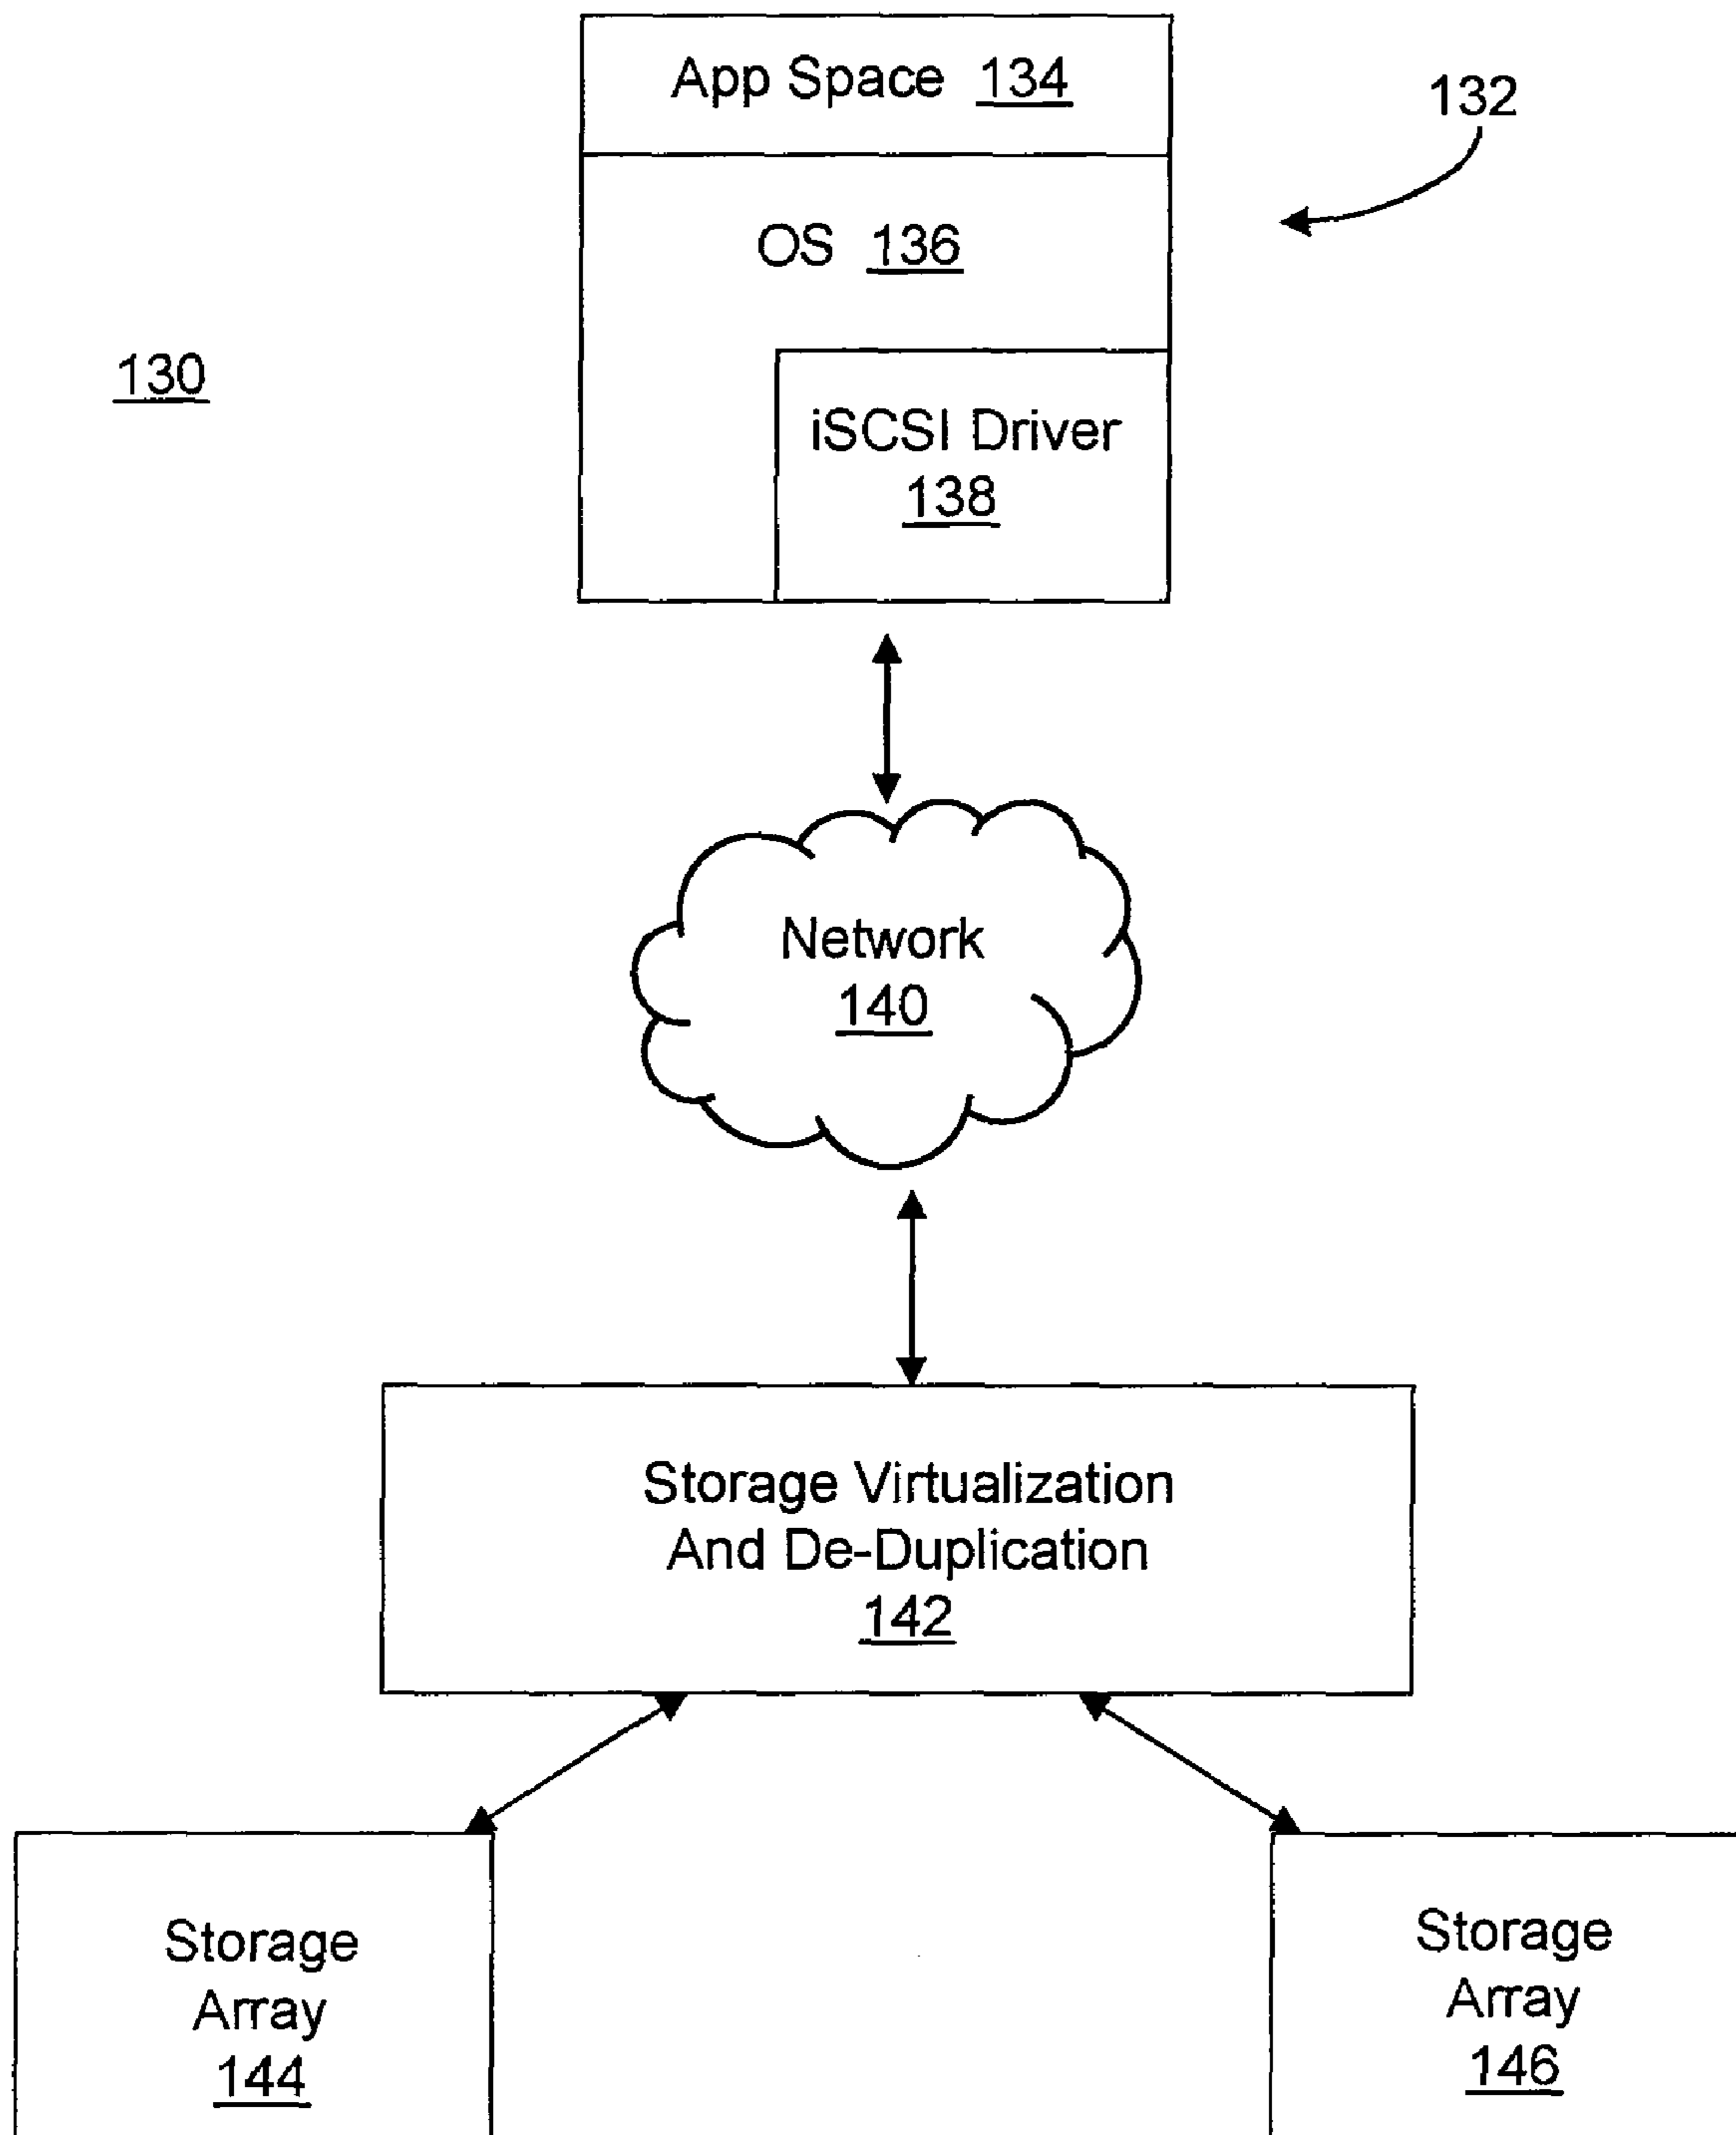 App Space 134
132
OS 136
130
iSCSI Driver
138
Network
140
Storage Virtualization
And De-Duplication
142
Storage
Array
144
Storage
Array
146